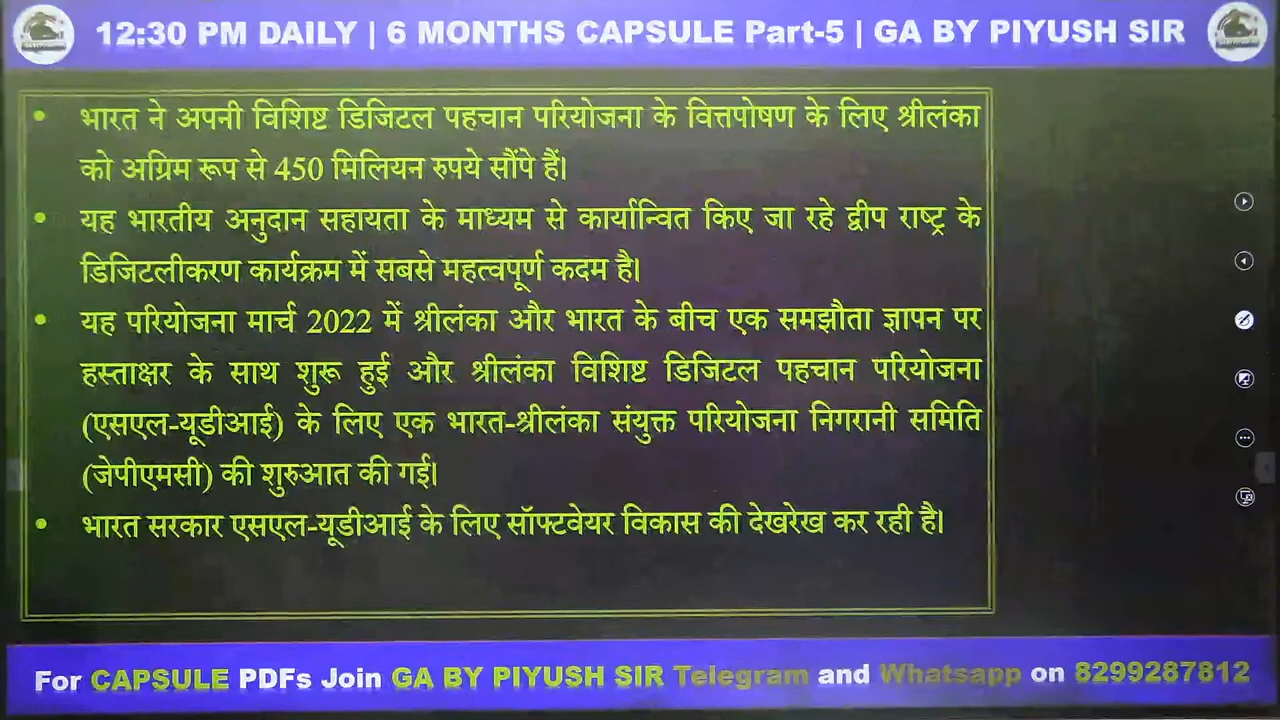 12:30 PM DAILY | 6 MONTHS CAPSULE Part-5 | GA BY PIYUSH SIR
• भारत ने अपनी विशिष्ट डिजिटल पहचान परियोजना के वित्तपोषण के लिए श्रीलंका
को अग्रिम रूप से 450 मिलियन रुपये सौंपे हैं।
• यह भारतीय अनुदान सहायता के माध्यम से कार्यान्वित किए जा रहे द्वीप राष्ट्र के
डिजिटलीकरण कार्यक्रम में सबसे महत्वपूर्ण कदम है।
• यह परियोजना मार्च 2022 में श्रीलंका और भारत के बीच एक समझौता ज्ञापन पर
हस्ताक्षर के साथ शुरू हुई और श्रीलंका विशिष्ट डिजिटल पहचान परियोजना
(एसएल-यूडीआई) के लिए एक भारत-श्रीलंका संयुक्त परियोजना निगरानी समिति
(जेपीएमसी) की शुरुआत की गई।
• भारत सरकार एसएल-यूडीआई के लिए सॉफ्टवेयर विकास की देखरेख कर रही है।
For CAPSULE PDFs Join GA BY PIYUSH SIR Telegram and Whatsapp on 8299287812